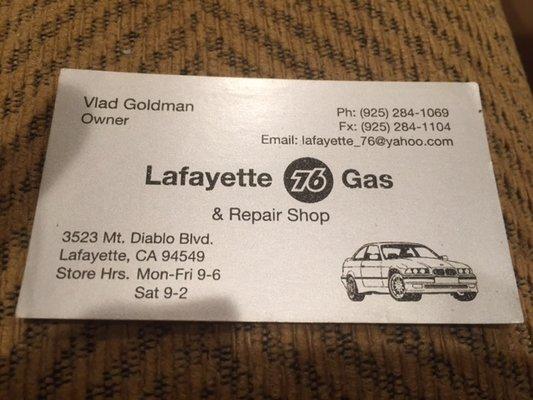 Vlad Goldman
Owner
Ph: (925) 284-1069
Fx: (925) 284-1104
Email: lafayette_76@yahoo.com
Lafayette 76 Gas
& Repair Shop
3523 Mt. Diablo Blvd.
Lafayette, CA 94549
Store Hrs. Mon-Fri 9-6
Sat 9-2